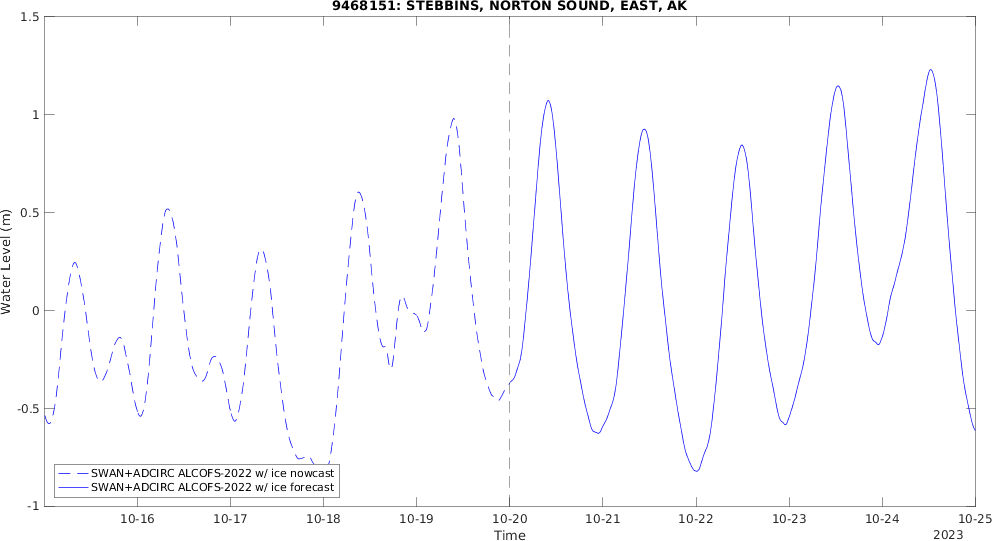 9468151: STEBBINS, NORTON SOUND, EAST, AK
1.5
1
0.5
0
-0.5
-1
Water Level (m)
SWAN+ADCIRC ALCOFS-2022 w/ ice nowcast
SWAN+ADCIRC ALCOFS-2022 w/ ice forecast
10-16 10-17 10-18 10-19 10-20 10-21 10-22 10-23 10-24 10-25
Time
2023